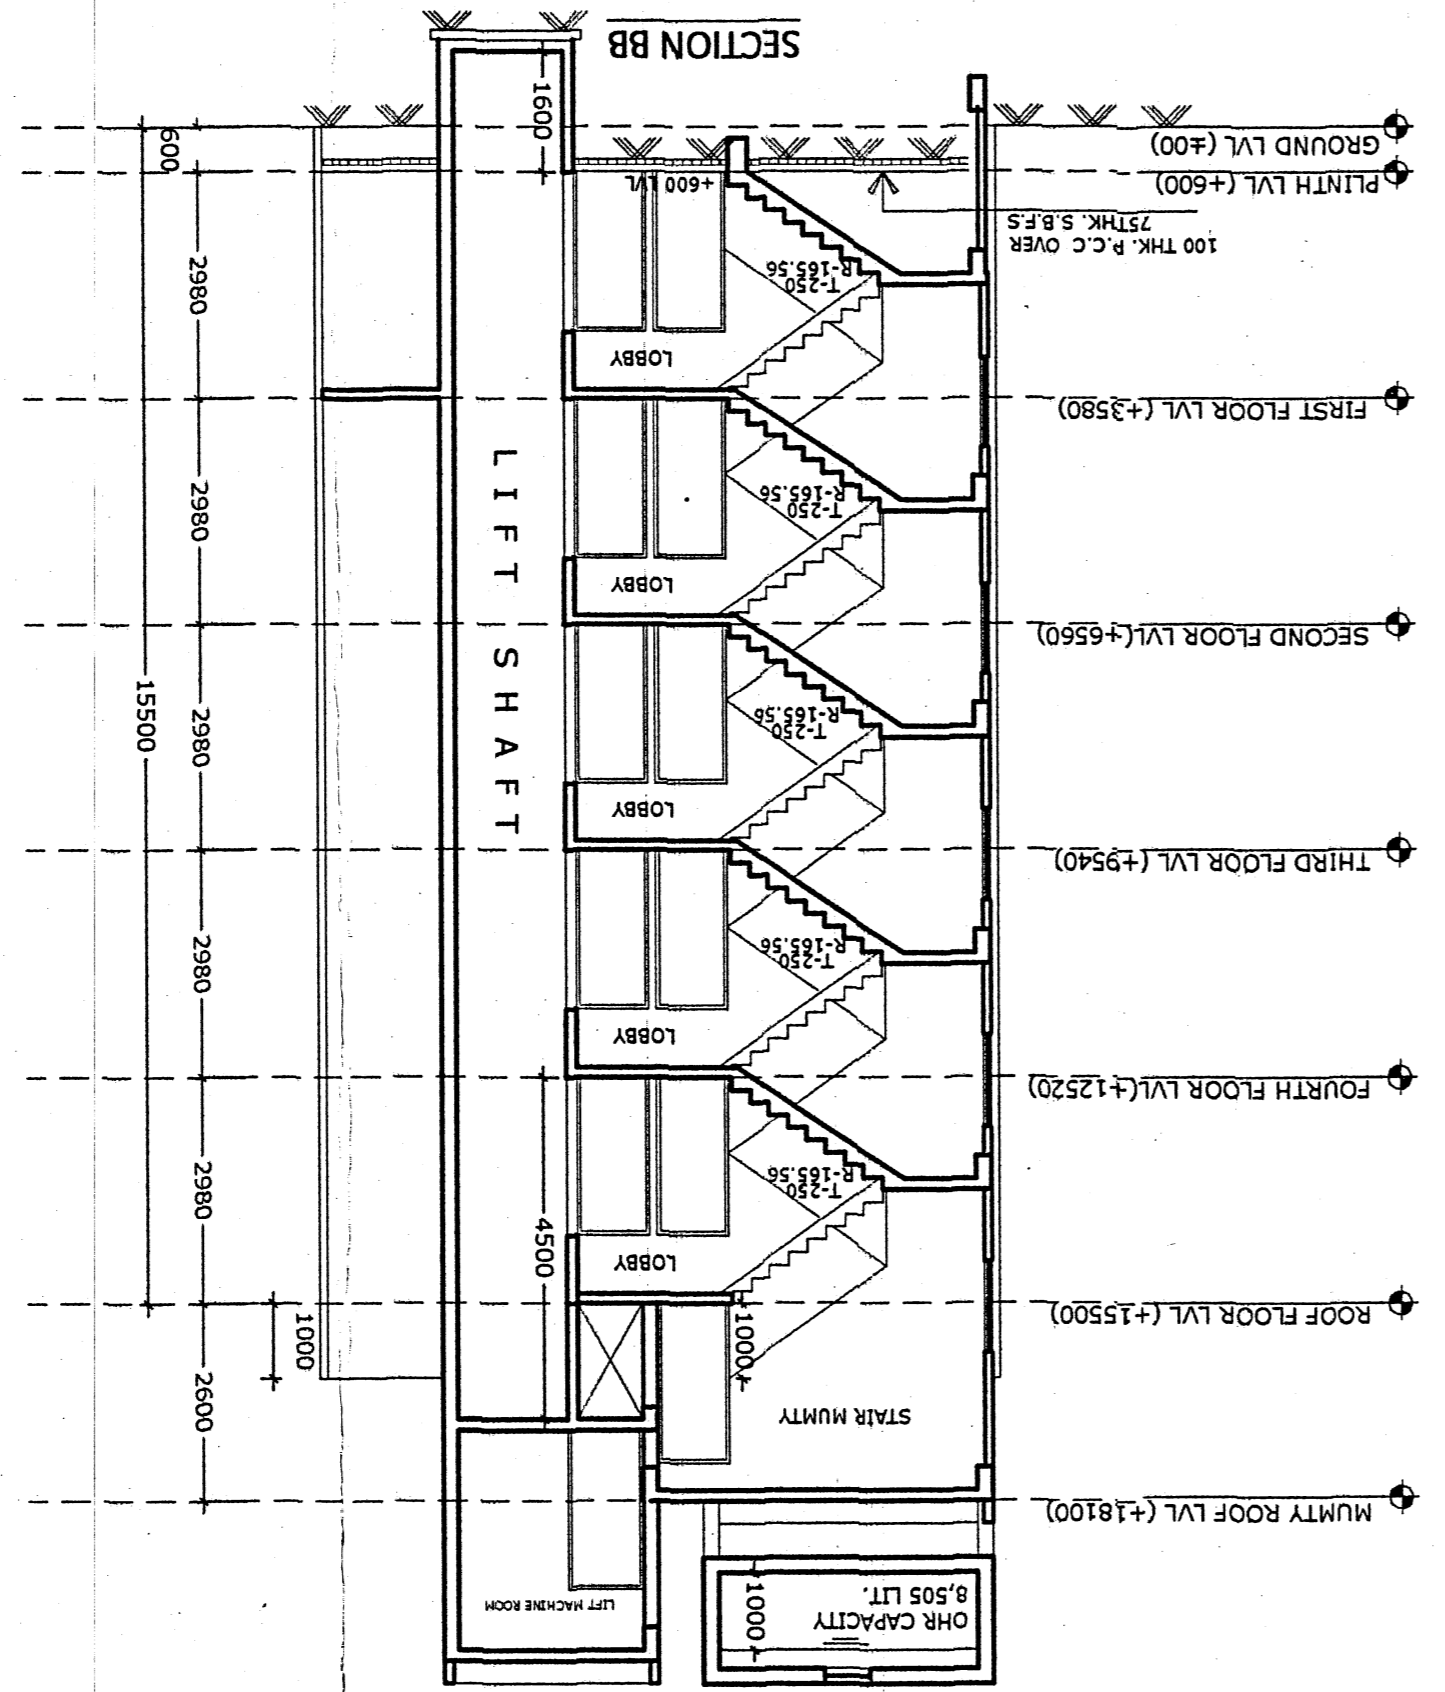 OHR CAPACITY
8,505 LIT.
1000
LIFT MACHINE ROOM
MUMTY ROOF LVL (+18100)
STAIR MUMTY
1000
1000
2600
ROOF FLOOR LVL (+15500)
LOBBY
4500
T-250
R-165.56
2980
FOURTH FLOOR LVL(+12520)
LOBBY
T-250
R-165.56
2980
THIRD FLOOR LVL (+9540)
LOBBY
T-250
R-165.56
2980
15500
SECOND FLOOR LVL(+6560)
LOBBY
T-250
R-165.56
2980
LIFT SHAFT
FIRST FLOOR LVL (+3580)
LOBBY
T-250
R-165.56
2980
100 THK. P.C.C OVER
75THK. S.B.F.S
PLINTH LVL (+600)
+600 LVL
GROUND LVL (±00)
600
1600
SECTION BB